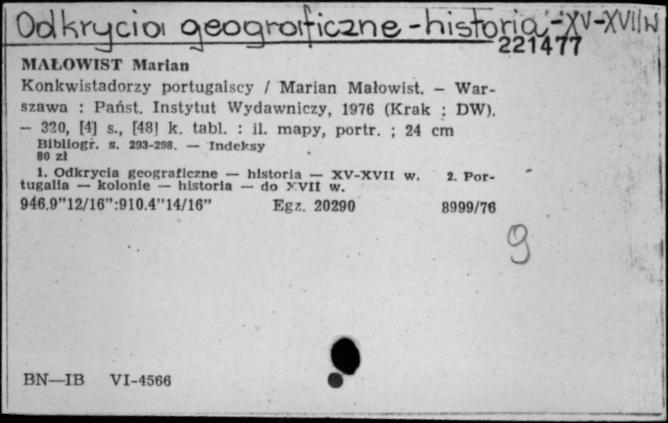 Odkrycia geograficzne - historia - XV-XVII w
221477
MAŁOWIST Marian
Konkwistadorzy portugalscy / Marian Małowist. — War-
szawa : Państ. Instytut Wydawniczy, 1976 (Krak : DW).
— 320, [4] s., [48] k. tabl. : il. mapy, portr. ; 24 cm
Bibliogr. s. 293-298. — Indeksy
80 zł
1. Odkrycia geograficzne — historia — XV-XVII w. 2. Por-
tugalia — kolonie — historia — do XVII w.
946.9"12/16":910.4"14/16" Egz. 20290 8999/76
9
BN—IB VI-4566